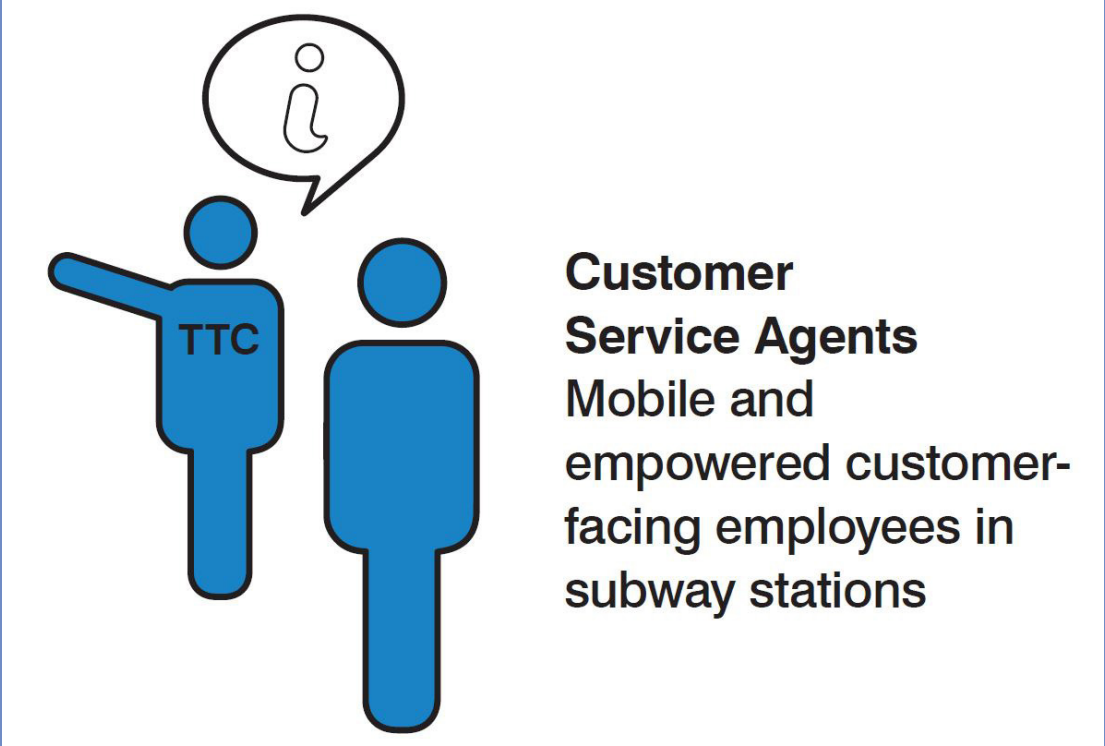 i
TTC
Customer
Service Agents
Mobile and
empowered customer-
facing employees in
subway stations